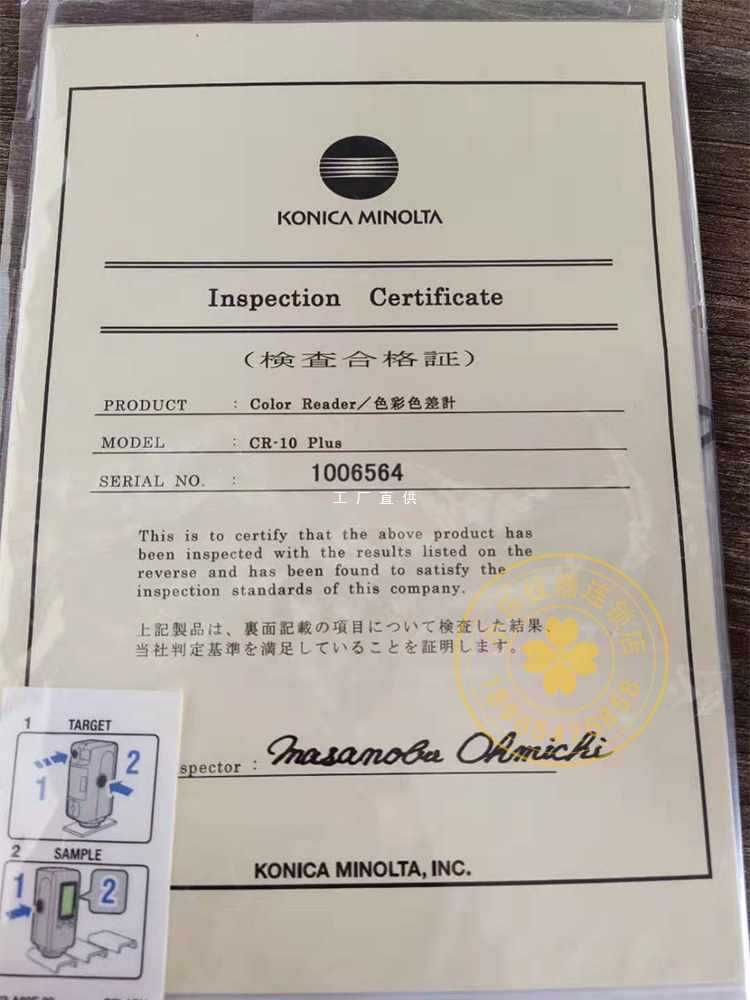 KONICA MINOLTA
Inspection Certificate
(検査合格証)
PRODUCT : Color Reader/色彩色差計
MODEL : CR-10 Plus
SERIAL NO. : 1006564
工厂直供
This is to certify that the above product has
been inspected with the results listed on the
reverse and has been found to satisfy the
inspection standards of this company.
上記製品は、裏面記載の項目について検査した結果、
当社判定基準を満足していることを証明します。
仪器连锁店
spector : Masanobu Ohmichi
KONICA MINOLTA, INC.
1 TARGET
1
2
2 SAMPLE
1
2